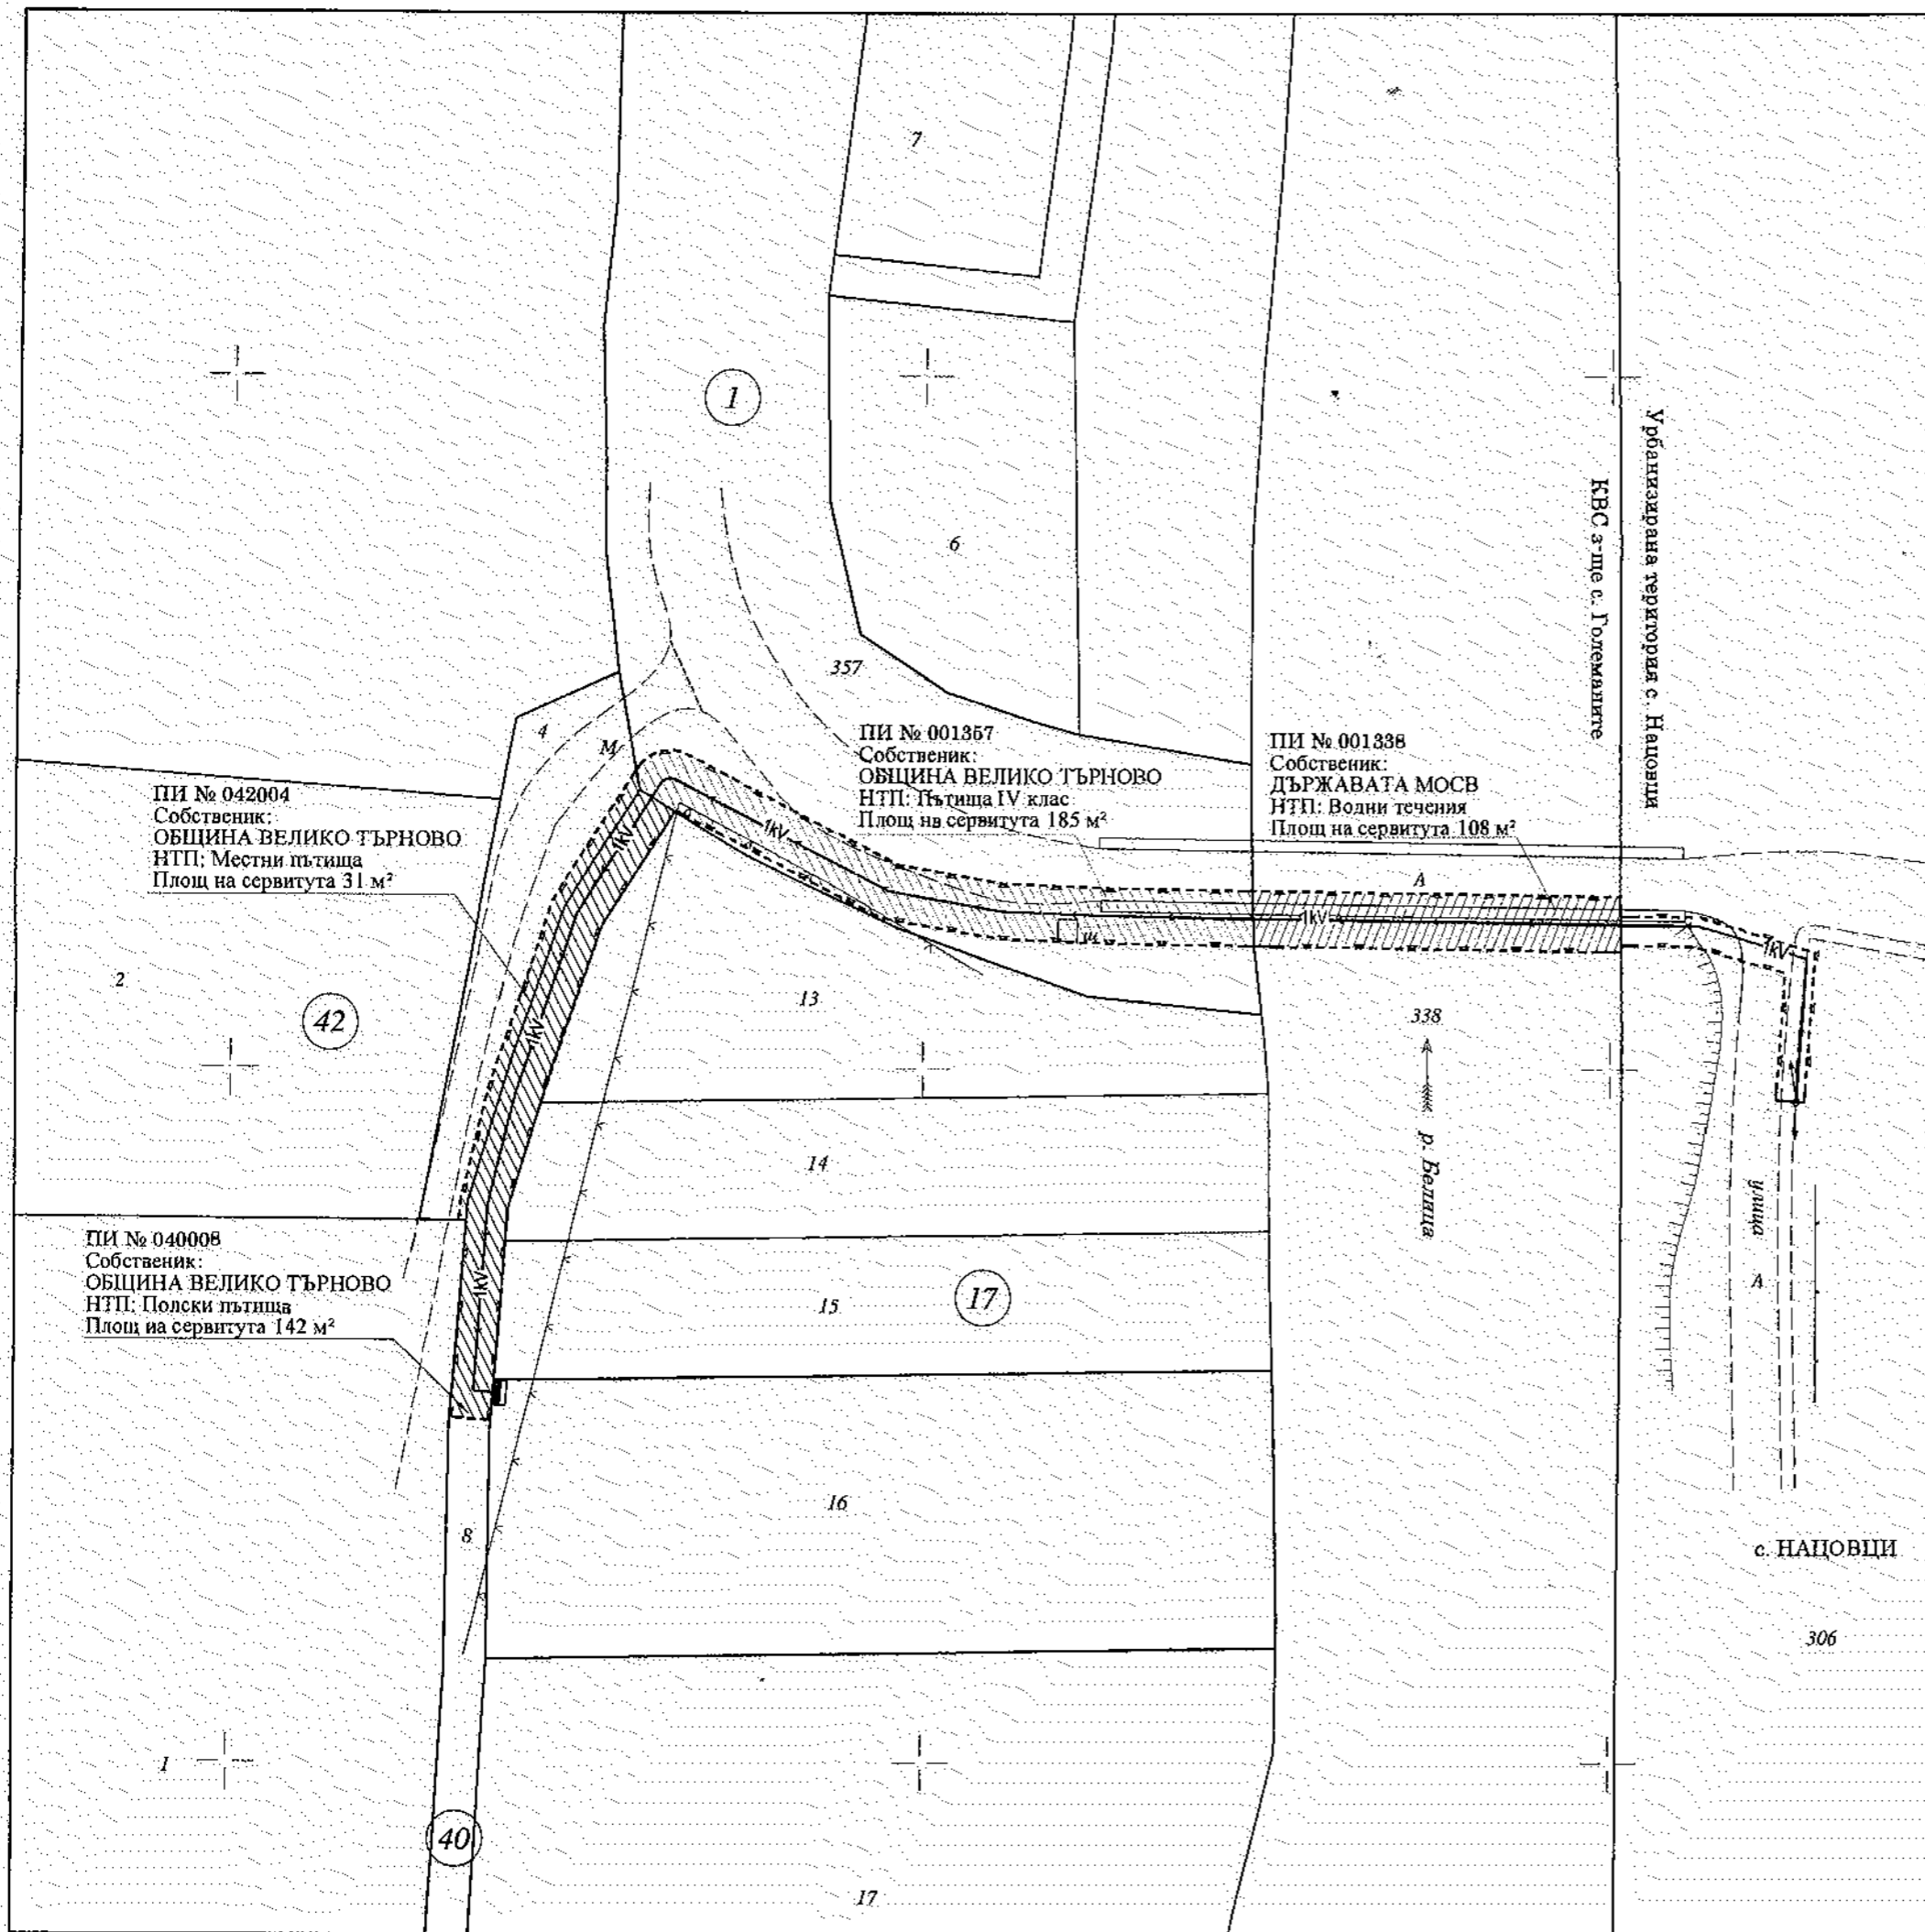 7
1
6
357
Урбанизирана територия с. Нацовци
КВС з-ще с. Големаните
4
М
ПИ № 001357
Собственик:
ОБЩИНА ВЕЛИКО ТЪРНОВО
НТП: Пътища IV клас
Площ на сервитута 185 м²
ПИ № 001338
Собственик:
ДЪРЖАВАТА МОСВ
НТП: Водни течения
Площ на сервитута 108 м²
ПИ № 042004
Собственик:
ОБЩИНА ВЕЛИКО ТЪРНОВО
НТП: Местни пътища
Площ на сервитута 31 м²
1kV
1kV
А
1kV
1kV
ш
2
42
1kV
13
338
р. Белица
14
улица
А
ПИ № 040008
Собственик:
ОБЩИНА ВЕЛИКО ТЪРНОВО
НТП: Полски пътища
Площ на сервитута 142 м²
1kV
15
17
16
8
с. НАЦОВЦИ
306
1
40
17